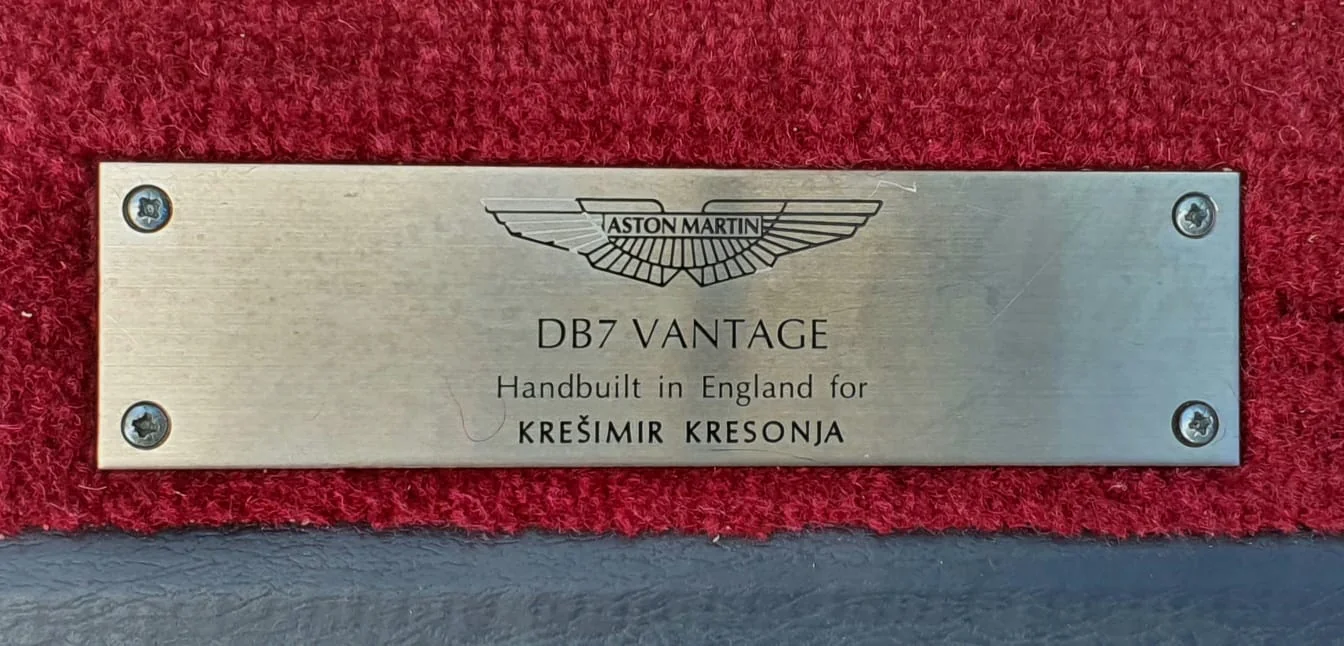 ASTON MARTIN
DB7 VANTAGE
Handbuilt in England for
KREŠIMIR KRESONJA